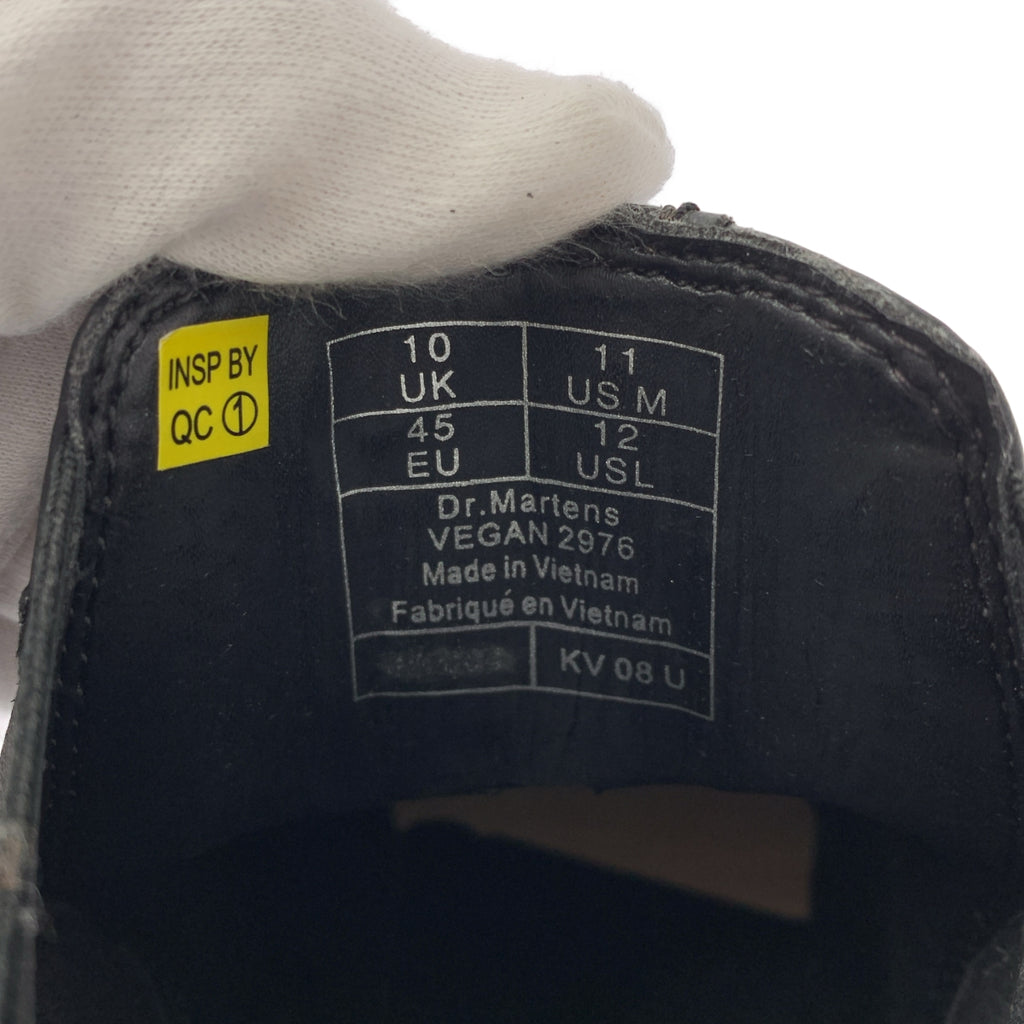 INSP BY
QC ①
10
UK
11
US M
45
EU
12
USL
Dr.Martens
VEGAN 2976
Made in Vietnam
Fabriqué en Vietnam
KV 08 U